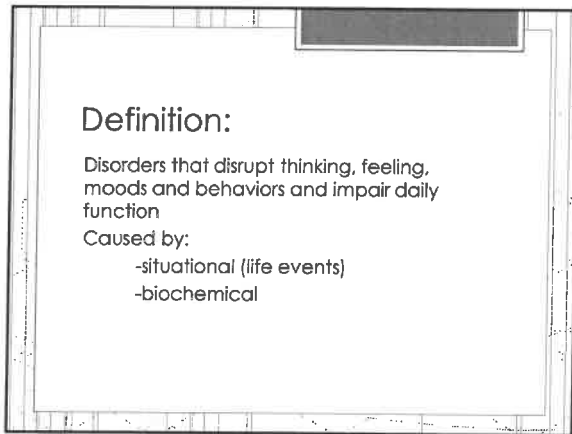 Definition:
Disorders that disrupt thinking, feeling,
moods and behaviors and impair daily
function
Caused by:
-situational (life events)
-biochemical